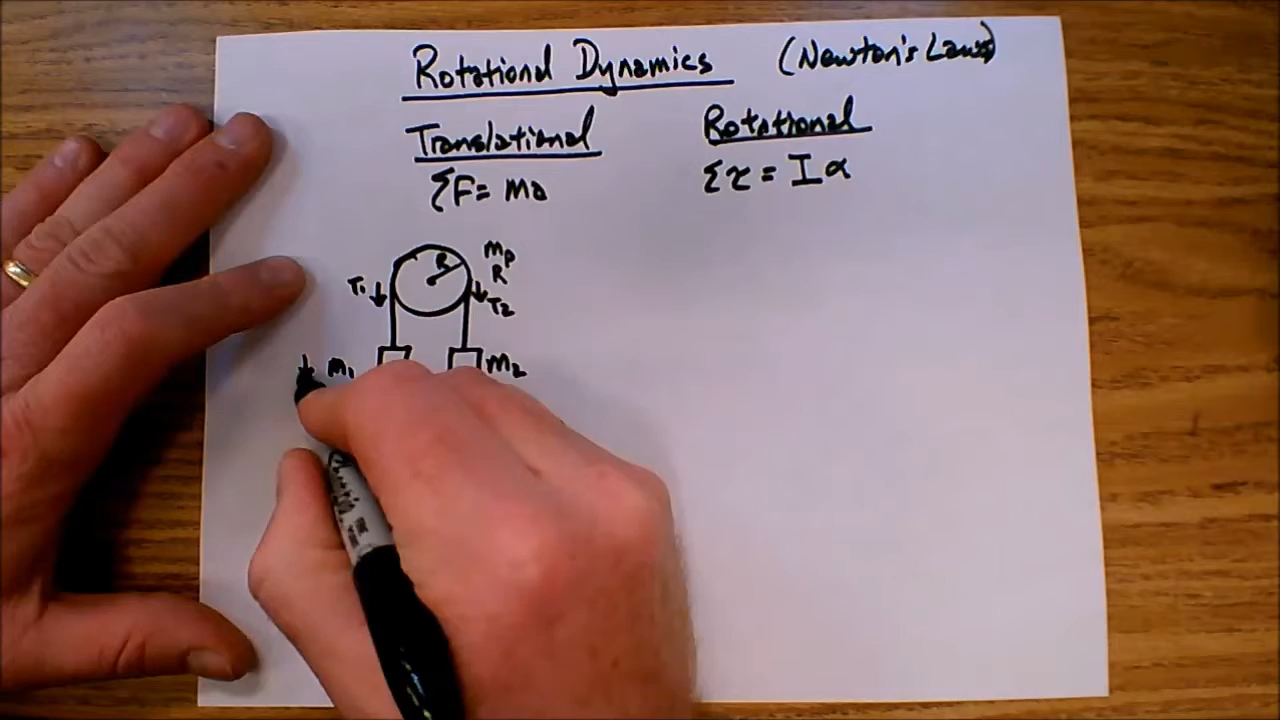 Rotational Dynamics (Newton's Laws)
Translational Rotational
ΣF = ma Στ = Iα
R mp
R
T1 T2
m1 m2